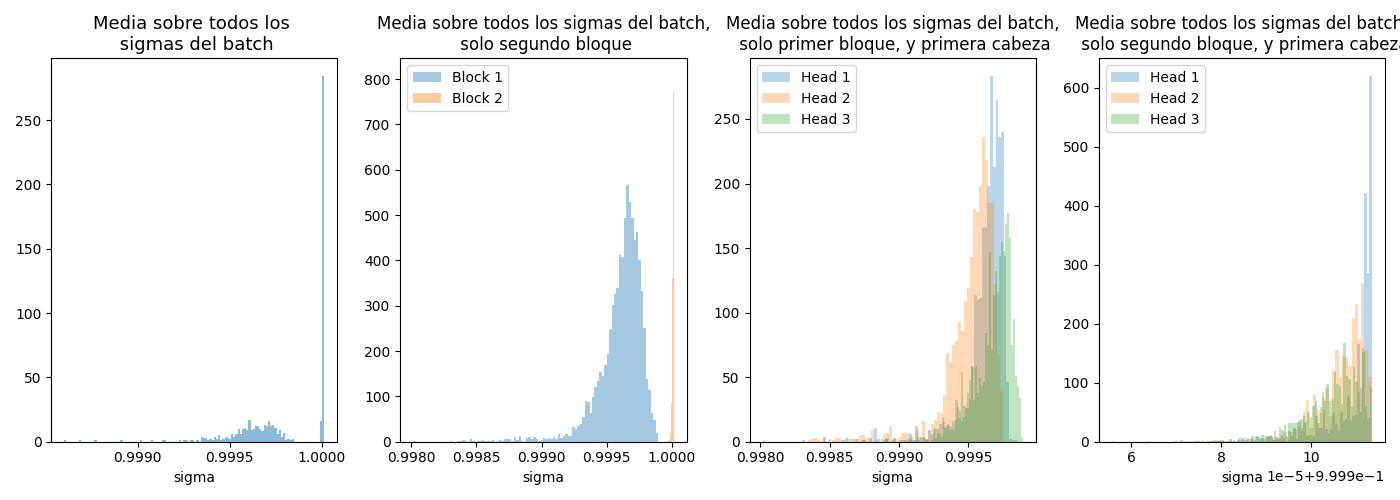 Media sobre todos los
sigmas del batch
250
200
150
100
50
0
0.9990
0.9995
1.0000
sigma
Media sobre todos los sigmas del batch,
solo segundo bloque
Block 1
Block 2
800
700
600
500
400
300
200
100
0
0.9980
0.9985
0.9990
0.9995
1.0000
sigma
Media sobre todos los sigmas del batch,
solo primer bloque, y primera cabeza
Head 1
Head 2
Head 3
250
200
150
100
50
0
0.9980
0.9985
0.9990
0.9995
sigma
Media sobre todos los sigmas del batch
solo segundo bloque, y primera cabeza
Head 1
Head 2
Head 3
600
500
400
300
200
100
0
6
8
10
sigma
1e-5+9.999e-1